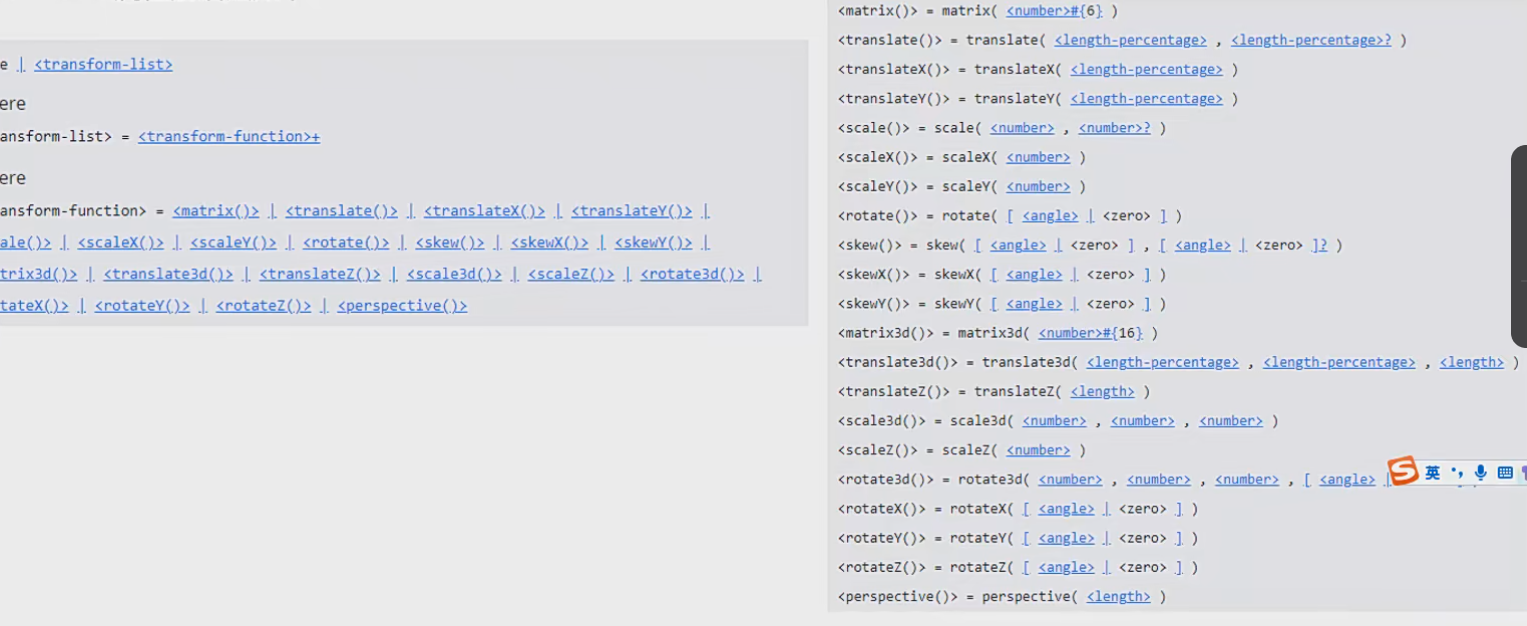 e | <transform-list>
ere
ansform-list> = <transform-function>+
ere
ansform-function> = <matrix()> | <translate()> | <translateX()> | <translateY()> |
ale()> | <scaleX()> | <scaleY()> | <rotate()> | <skew()> | <skewX()> | <skewY()> |
trix3d()> | <translate3d()> | <translateZ()> | <scale3d()> | <scaleZ()> | <rotate3d()> |
tateX()> | <rotateY()> | <rotateZ()> | <perspective()>
<matrix()> = matrix( <number>#{6} )
<translate()> = translate( <length-percentage> , <length-percentage>? )
<translateX()> = translateX( <length-percentage> )
<translateY()> = translateY( <length-percentage> )
<scale()> = scale( <number> , <number>? )
<scaleX()> = scaleX( <number> )
<scaleY()> = scaleY( <number> )
<rotate()> = rotate( [ <angle> | <zero> ] )
<skew()> = skew( [ <angle> | <zero> ] , [ <angle> | <zero> ]? )
<skewX()> = skewX( [ <angle> | <zero> ] )
<skewY()> = skewY( [ <angle> | <zero> ] )
<matrix3d()> = matrix3d( <number>#{16} )
<translate3d()> = translate3d( <length-percentage> , <length-percentage> , <length> )
<translateZ()> = translateZ( <length> )
<scale3d()> = scale3d( <number> , <number> , <number> )
<scaleZ()> = scaleZ( <number> )
<rotate3d()> = rotate3d( <number> , <number> , <number> , [ <angle> |
<rotateX()> = rotateX( [ <angle> | <zero> ] )
<rotateY()> = rotateY( [ <angle> | <zero> ] )
<rotateZ()> = rotateZ( [ <angle> | <zero> ] )
<perspective()> = perspective( <length> )
S 英